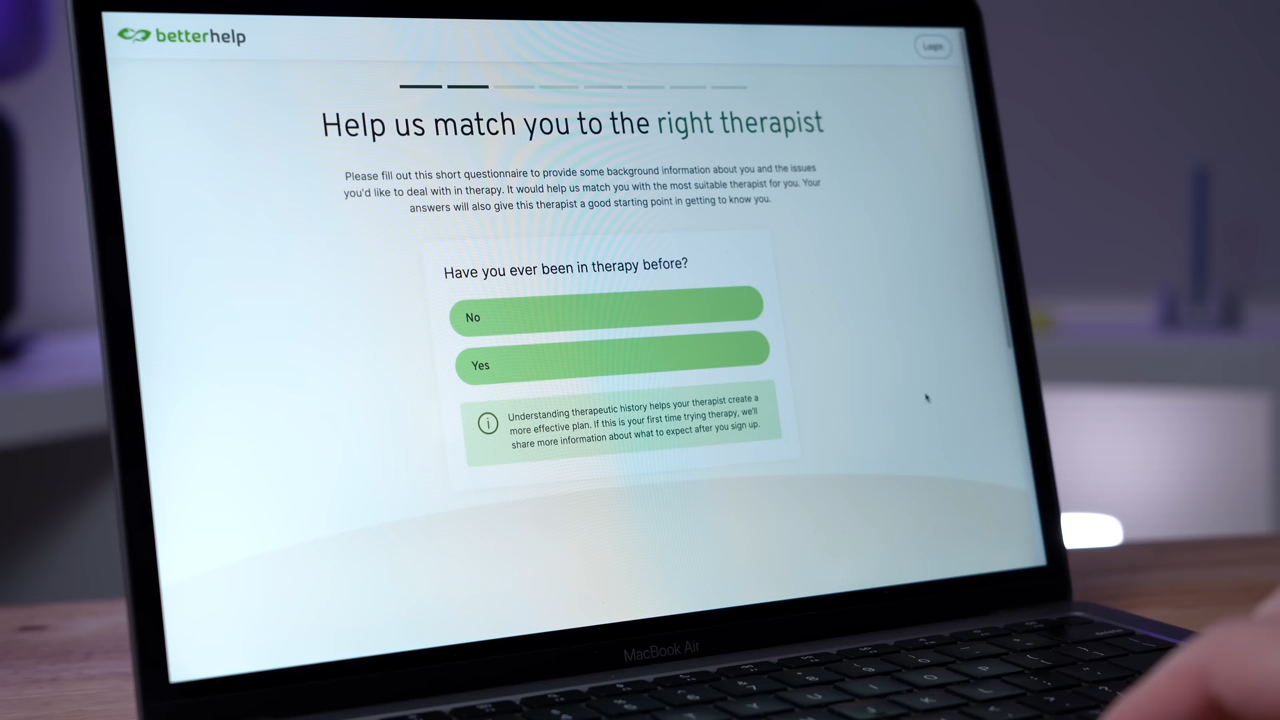 betterhelp
Login
Help us match you to the right therapist
Please fill out this short questionnaire to provide some background information about you and the issues
you'd like to deal with in therapy. It would help us match you with the most suitable therapist for you. Your
answers will also give this therapist a good starting point in getting to know you.
Have you ever been in therapy before?
No
Yes
Understanding therapeutic history helps your therapist create a
more effective plan. If this is your first time trying therapy, we'll
share more information about what to expect after you sign up.
MacBook Air